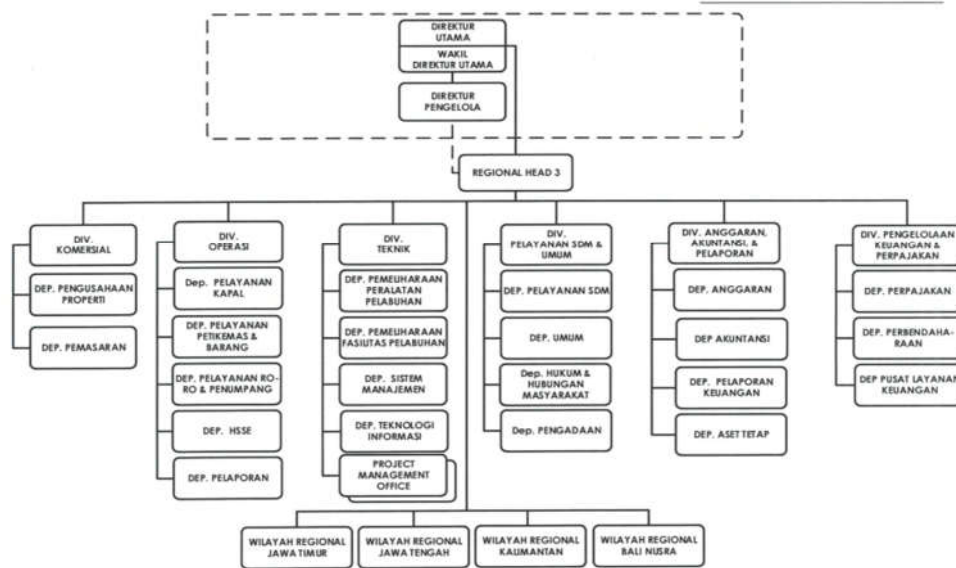 DIREKTUR
UTAMA
WAKIL
DIREKTUR UTAMA
DIREKTUR
PENGELOLA
REGIONAL HEAD 3
DIV.
KOMERSIAL
DEP. PENGUSAHAAN
PROPERTI
DEP. PEMASARAN
DIV.
OPERASI
Dep. PELAYANAN
KAPAL
DEP. PELAYANAN
PETIKEMAS &
BARANG
DEP. PELAYANAN RO-
RO & PENUMPANG
DEP. HSSE
DEP. PELAPORAN
DIV.
TEKNIK
DEP. PEMELIHARAAN
PERALATAN
PELABUHAN
DEP. PEMELIHARAAN
FASILITAS PELABUHAN
DEP. SISTEM
MANAJEMEN
DEP. TEKNOLOGI
INFORMASI
PROJECT
MANAGEMENT
OFFICE
DIV.
PELAYANAN SDM &
UMUM
DEP. PELAYANAN SDM
DEP. UMUM
Dep. HUKUM &
HUBUNGAN
MASYARAKAT
Dep. PENGADAAN
DIV. ANGGARAN,
AKUNTANSI, &
PELAPORAN
DEP. ANGGARAN
DEP AKUNTANSI
DEP. PELAPORAN
KEUANGAN
DEP. ASET TETAP
DIV. PENGELOLAAN
KEUANGAN &
PERPAJAKAN
DEP. PERPAJAKAN
DEP. PERBENDAHA-
RAAN
DEP PUSAT LAYANAN
KEUANGAN
WILAYAH REGIONAL
JAWA TIMUR
WILAYAH REGIONAL
JAWA TENGAH
WILAYAH REGIONAL
KALIMANTAN
WILAYAH REGIONAL
BALI NUSRA